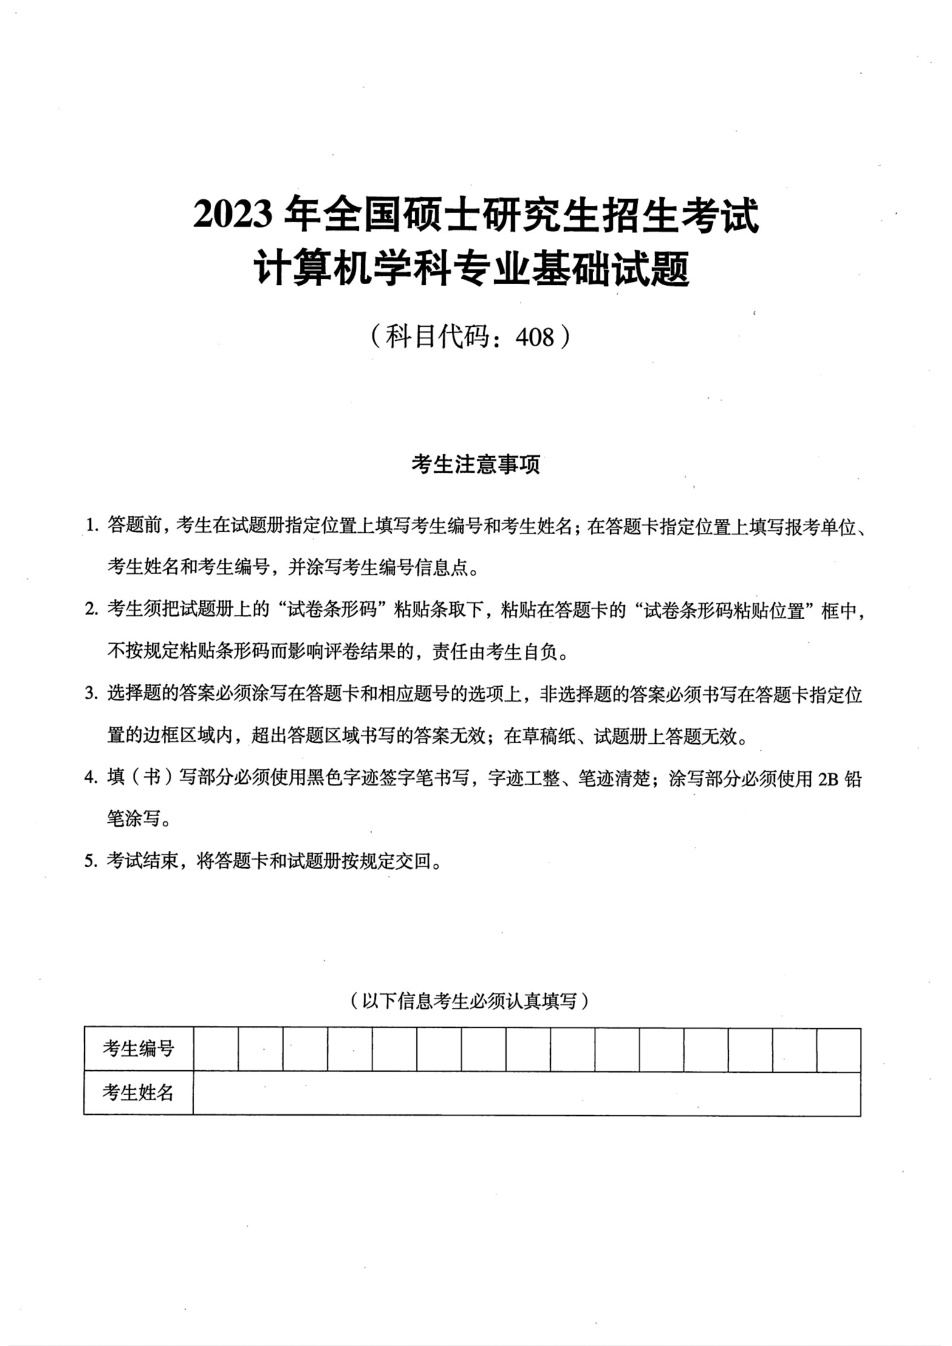 2023 年全国硕士研究生招生考试
计算机学科专业基础试题
（科目代码：408）
考生注意事项
1. 答题前，考生在试题册指定位置上填写考生编号和考生姓名；在答题卡指定位置上填写报考单位、
考生姓名和考生编号，并涂写考生编号信息点。
2. 考生须把试题册上的“试卷条形码”粘贴条取下，粘贴在答题卡的“试卷条形码粘贴位置”框中，
不按规定粘贴条形码而影响评卷结果的，责任由考生自负。
3. 选择题的答案必须涂写在答题卡和相应题号的选项上，非选择题的答案必须书写在答题卡指定位
置的边框区域内，超出答题区域书写的答案无效；在草稿纸、试题册上答题无效。
4. 填（书）写部分必须使用黑色字迹签字笔书写，字迹工整、笔迹清楚；涂写部分必须使用 2B 铅
笔涂写。
5. 考试结束，将答题卡和试题册按规定交回。
（以下信息考生必须认真填写）
考生编号
考生姓名